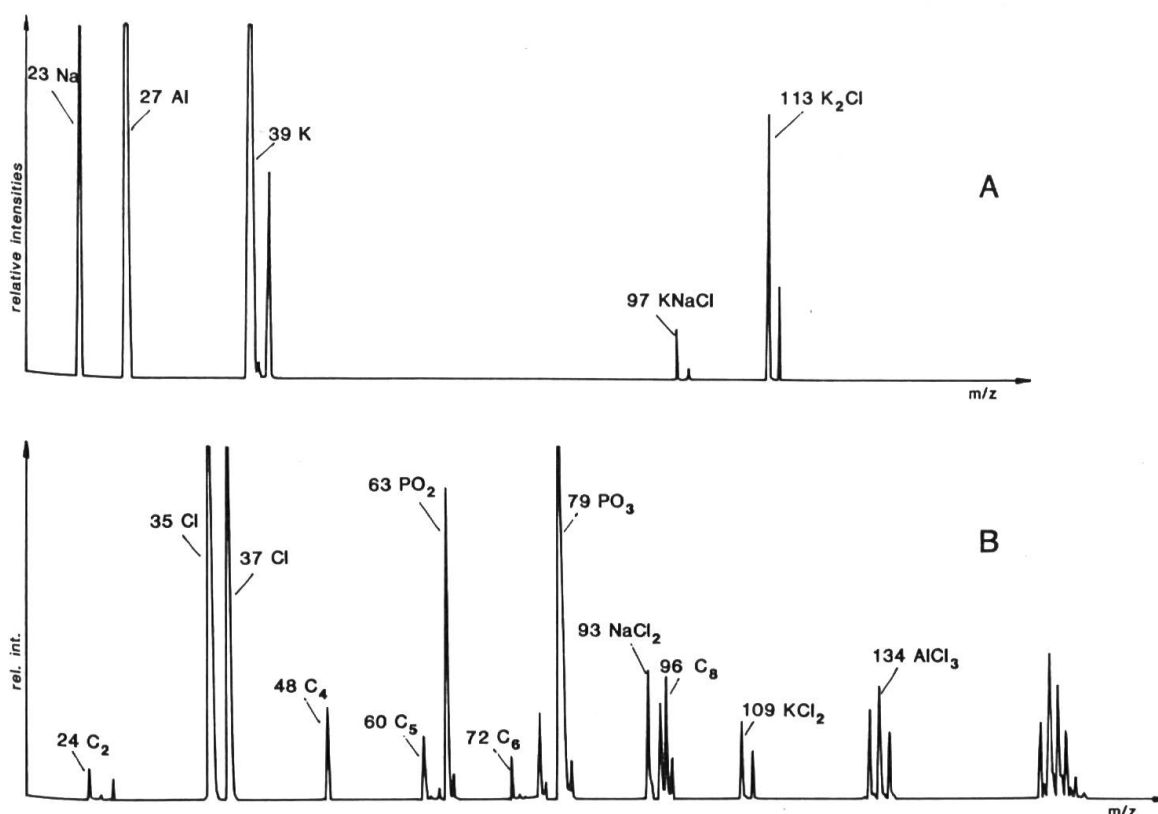 23 Na
27 Al
39 K
113 K₂Cl
A
97 KNaCl
relative intensities
m/z
35 Cl
37 Cl
63 PO₂
79 PO₃
B
93 NaCl₂
48 C₄
96 C₈
134 AlCl₃
60 C₅
72 C₆
109 KCl₂
24 C₂
rel. int.
m/z